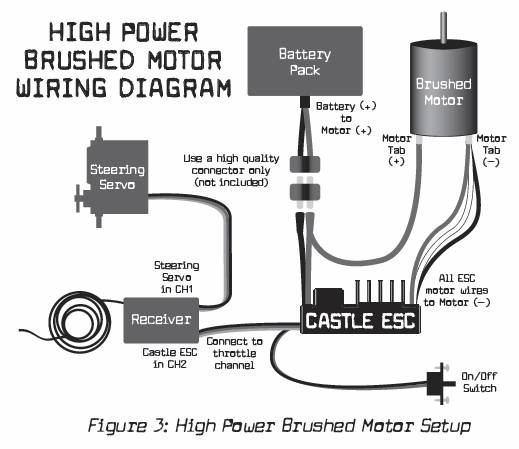 HIGH POWER
BRUSHED MOTOR
WIRING DIAGRAM
Battery
Pack
Brushed
Motor
Battery (+)
to
Motor (+)
Motor
Tab
(+)
Motor
Tab
(-)
Use a high quality
connector only
(not included)
Steering
Servo
Steering
Servo
in CH1
All ESC
motor wires
to Motor (-)
Receiver
CASTLE ESC
Castle ESC
in CH2
Connect to
throttle
channel
On/Off
Switch
Figure 3: High Power Brushed Motor Setup